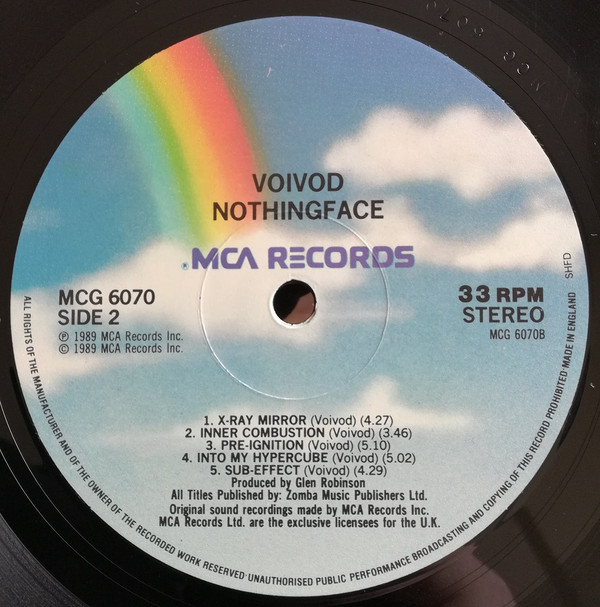 VOIVOD
NOTHINGFACE
MCA RECORDS
MCG 6070
SIDE 2
℗ 1989 MCA Records Inc.
© 1989 MCA Records Inc.
33 RPM
STEREO
MCG 6070B
SHFD
1. X-RAY MIRROR (Voivod) (4.27)
2. INNER COMBUSTION (Voivod) (3.46)
3. PRE-IGNITION (Voivod) (5.10)
4. INTO MY HYPERCUBE (Voivod) (5.02)
5. SUB-EFFECT (Voivod) (4.29)
Produced by Glen Robinson
All Titles Published by: Zomba Music Publishers Ltd.
Original sound recordings made by MCA Records Inc.
MCA Records Ltd. are the exclusive licensees for the U.K.
ALL RIGHTS OF THE MANUFACTURER AND OF THE OWNER OF THE RECORDED WORK RESERVED·UNAUTHORISED PUBLIC PERFORMANCE BROADCASTING AND COPYING OF THIS RECORD PROHIBITED·MADE IN ENGLAND